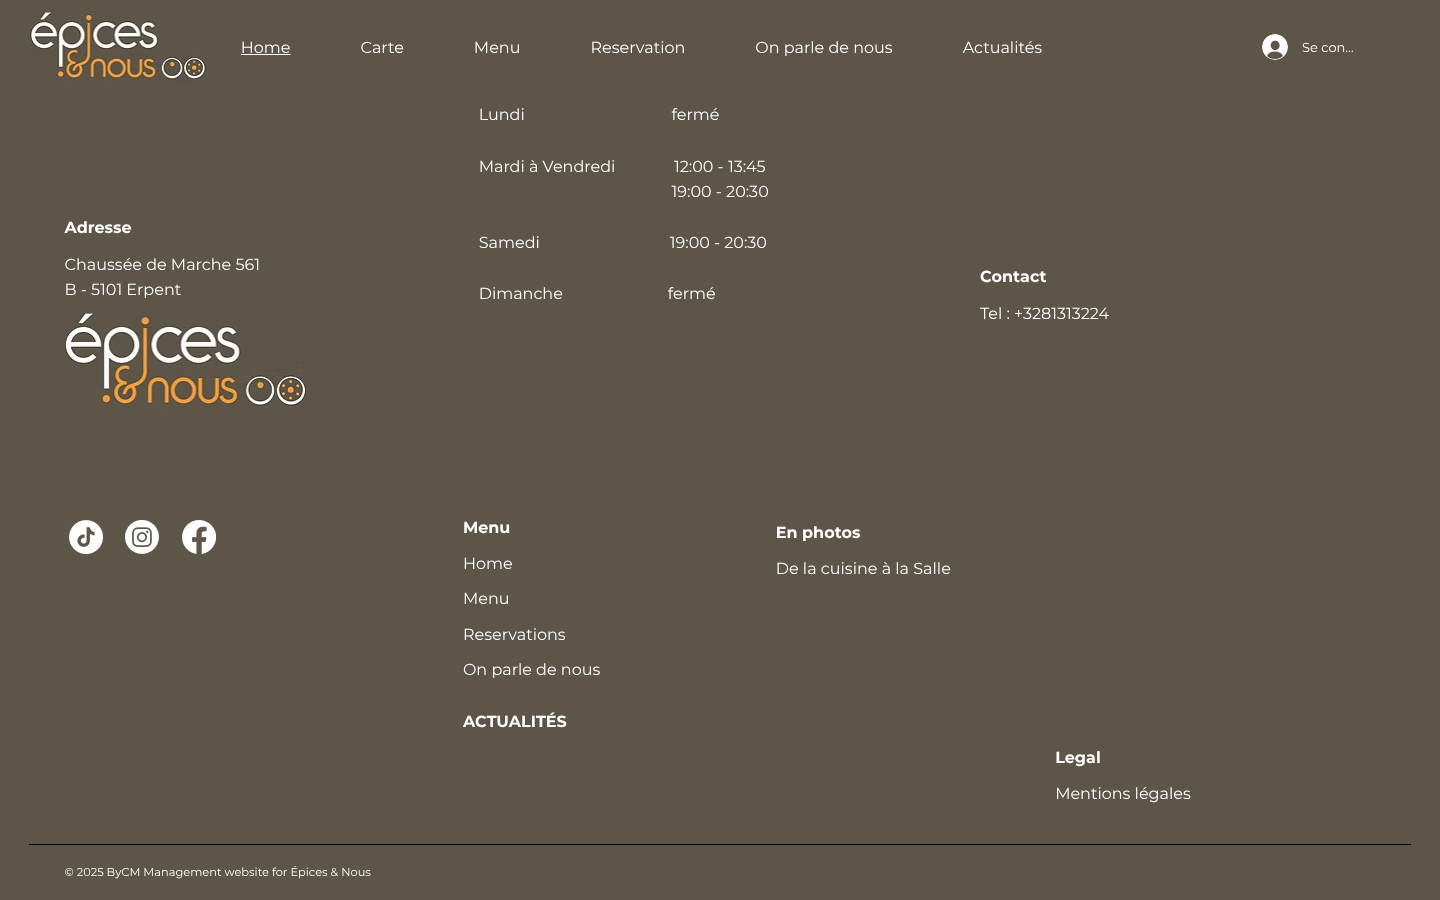 épices
& nous
Home
Carte
Menu
Reservation
On parle de nous
Actualités
Se con...
Lundi fermé
Mardi à Vendredi 12:00 - 13:45
19:00 - 20:30
Samedi 19:00 - 20:30
Dimanche fermé
Adresse
Chaussée de Marche 561
B - 5101 Erpent
épices
& nous
Contact
Tel : +3281313224
Menu
Home
Menu
Reservations
On parle de nous
ACTUALITÉS
En photos
De la cuisine à la Salle
Legal
Mentions légales
© 2025 ByCM Management website for Épices & Nous